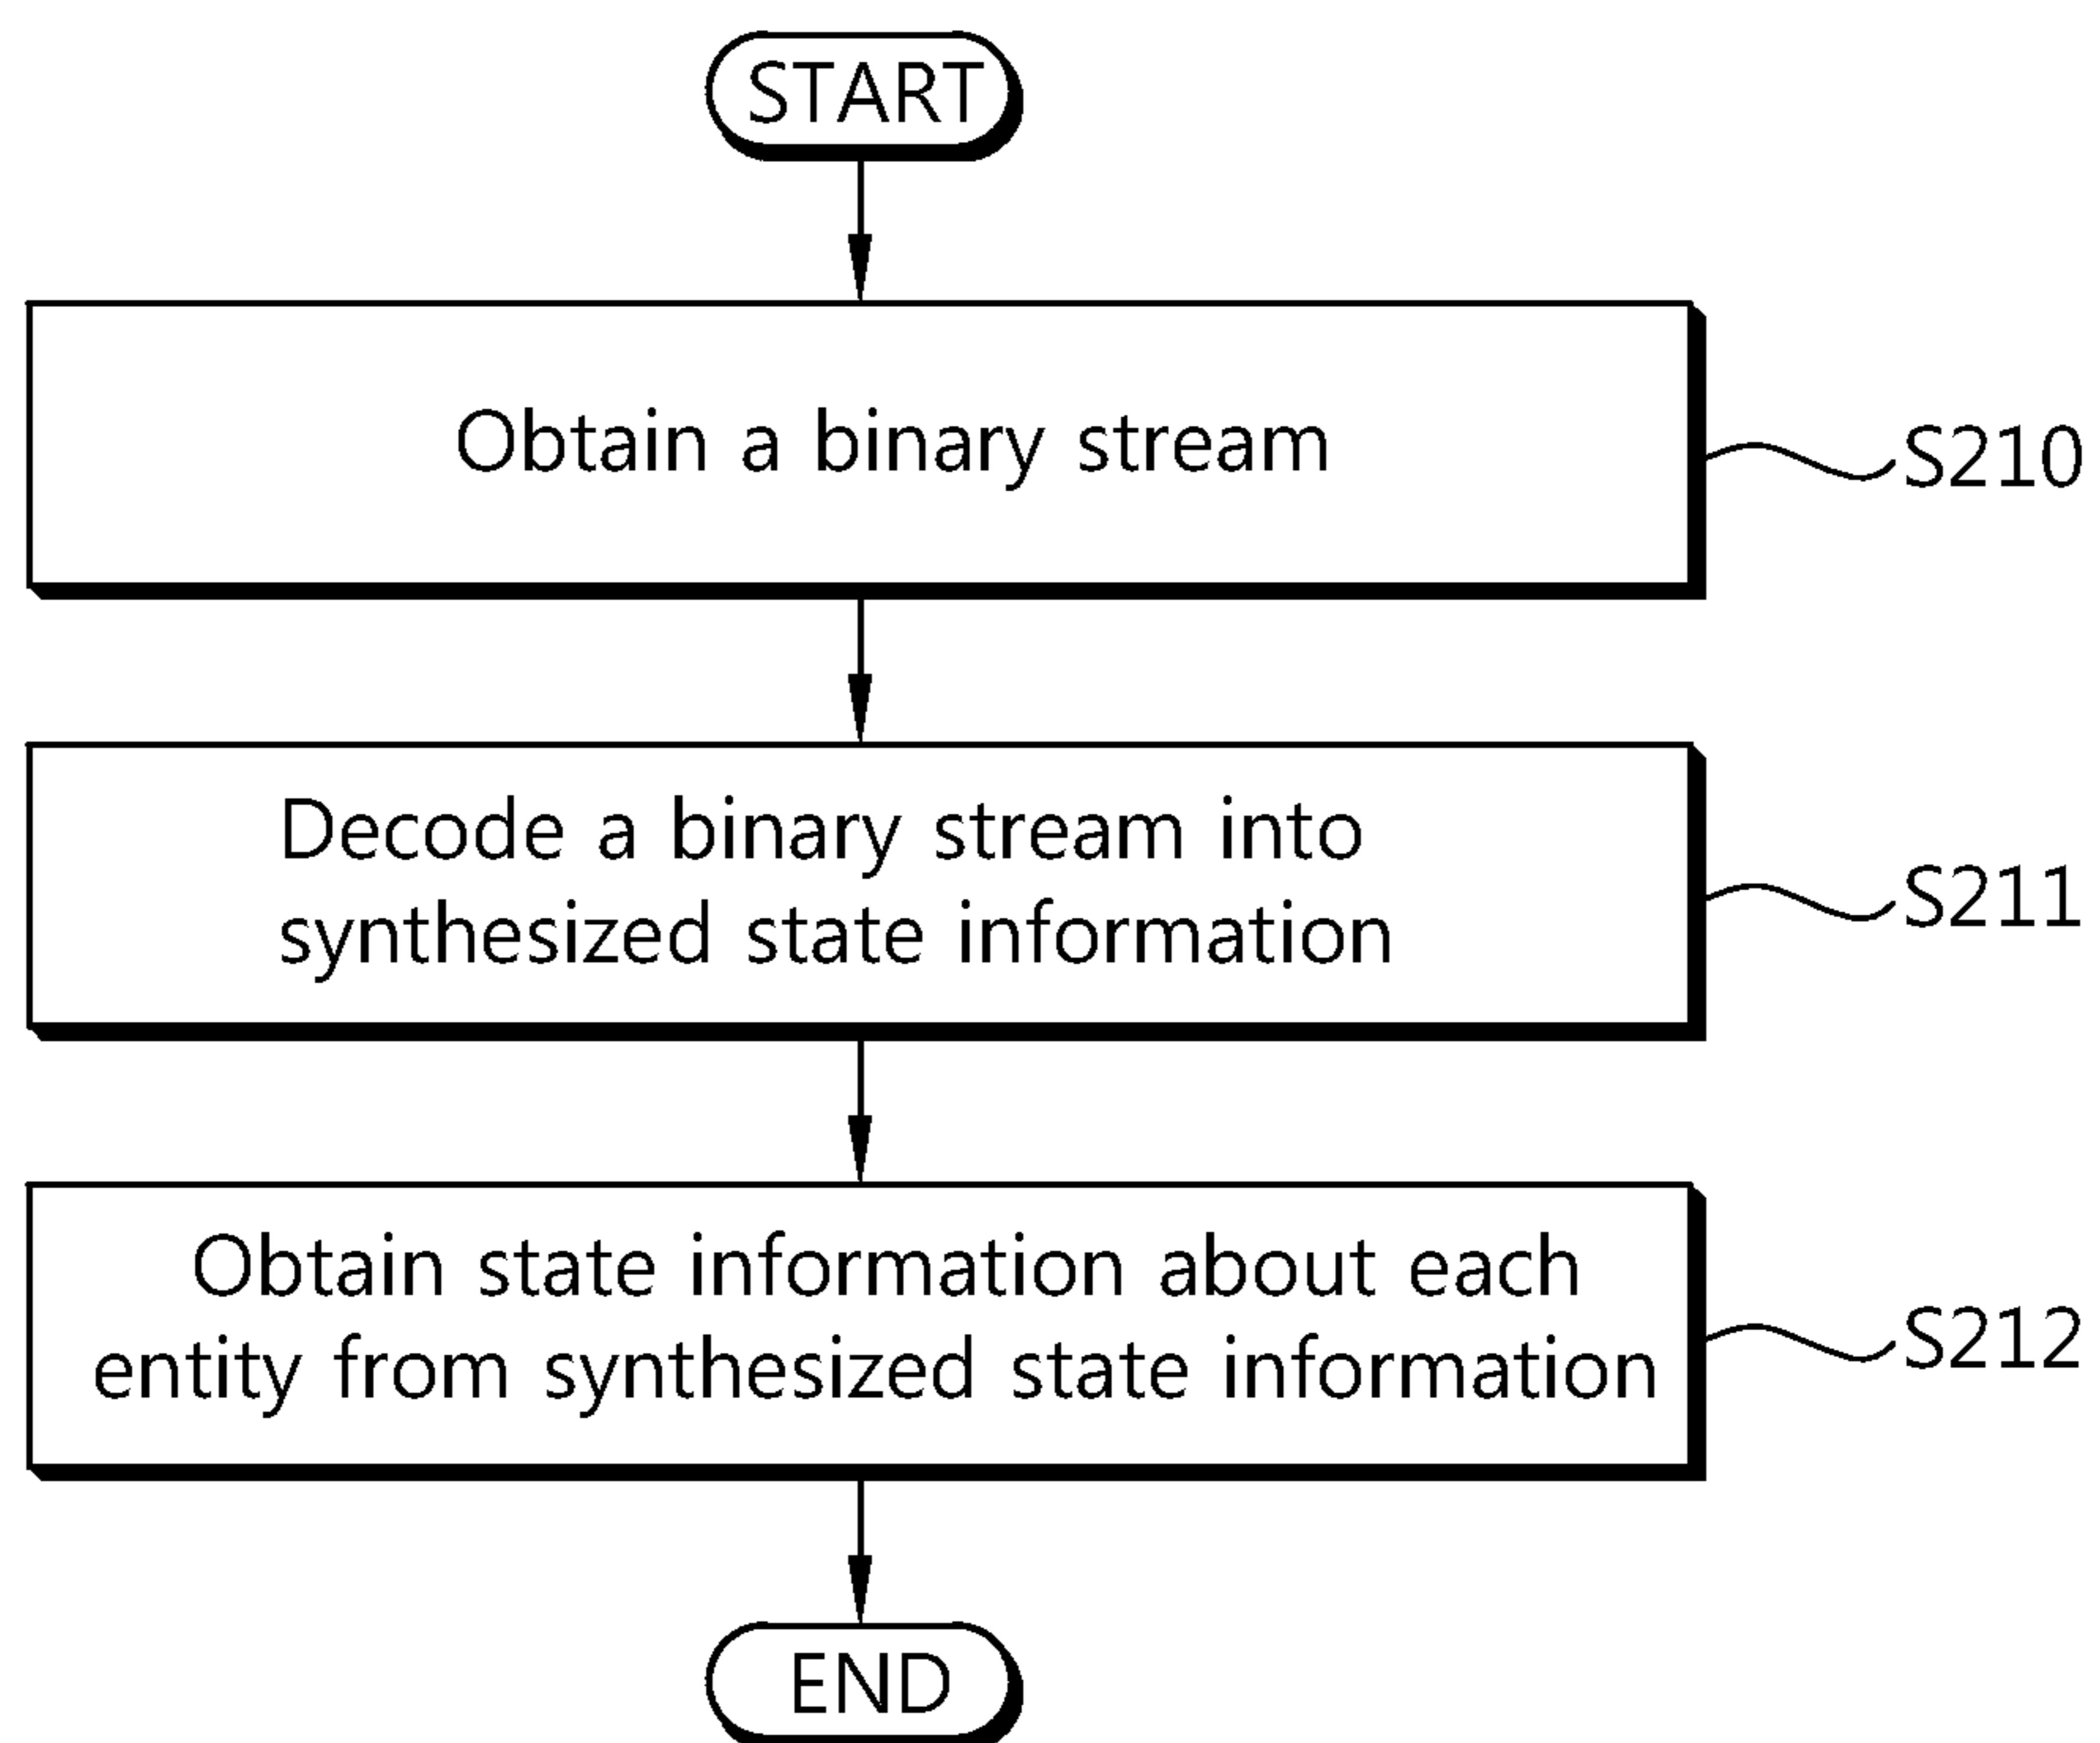 START
Obtain a binary stream
S210
Decode a binary stream into
synthesized state information
S211
Obtain state information about each
entity from synthesized state information
S212
END